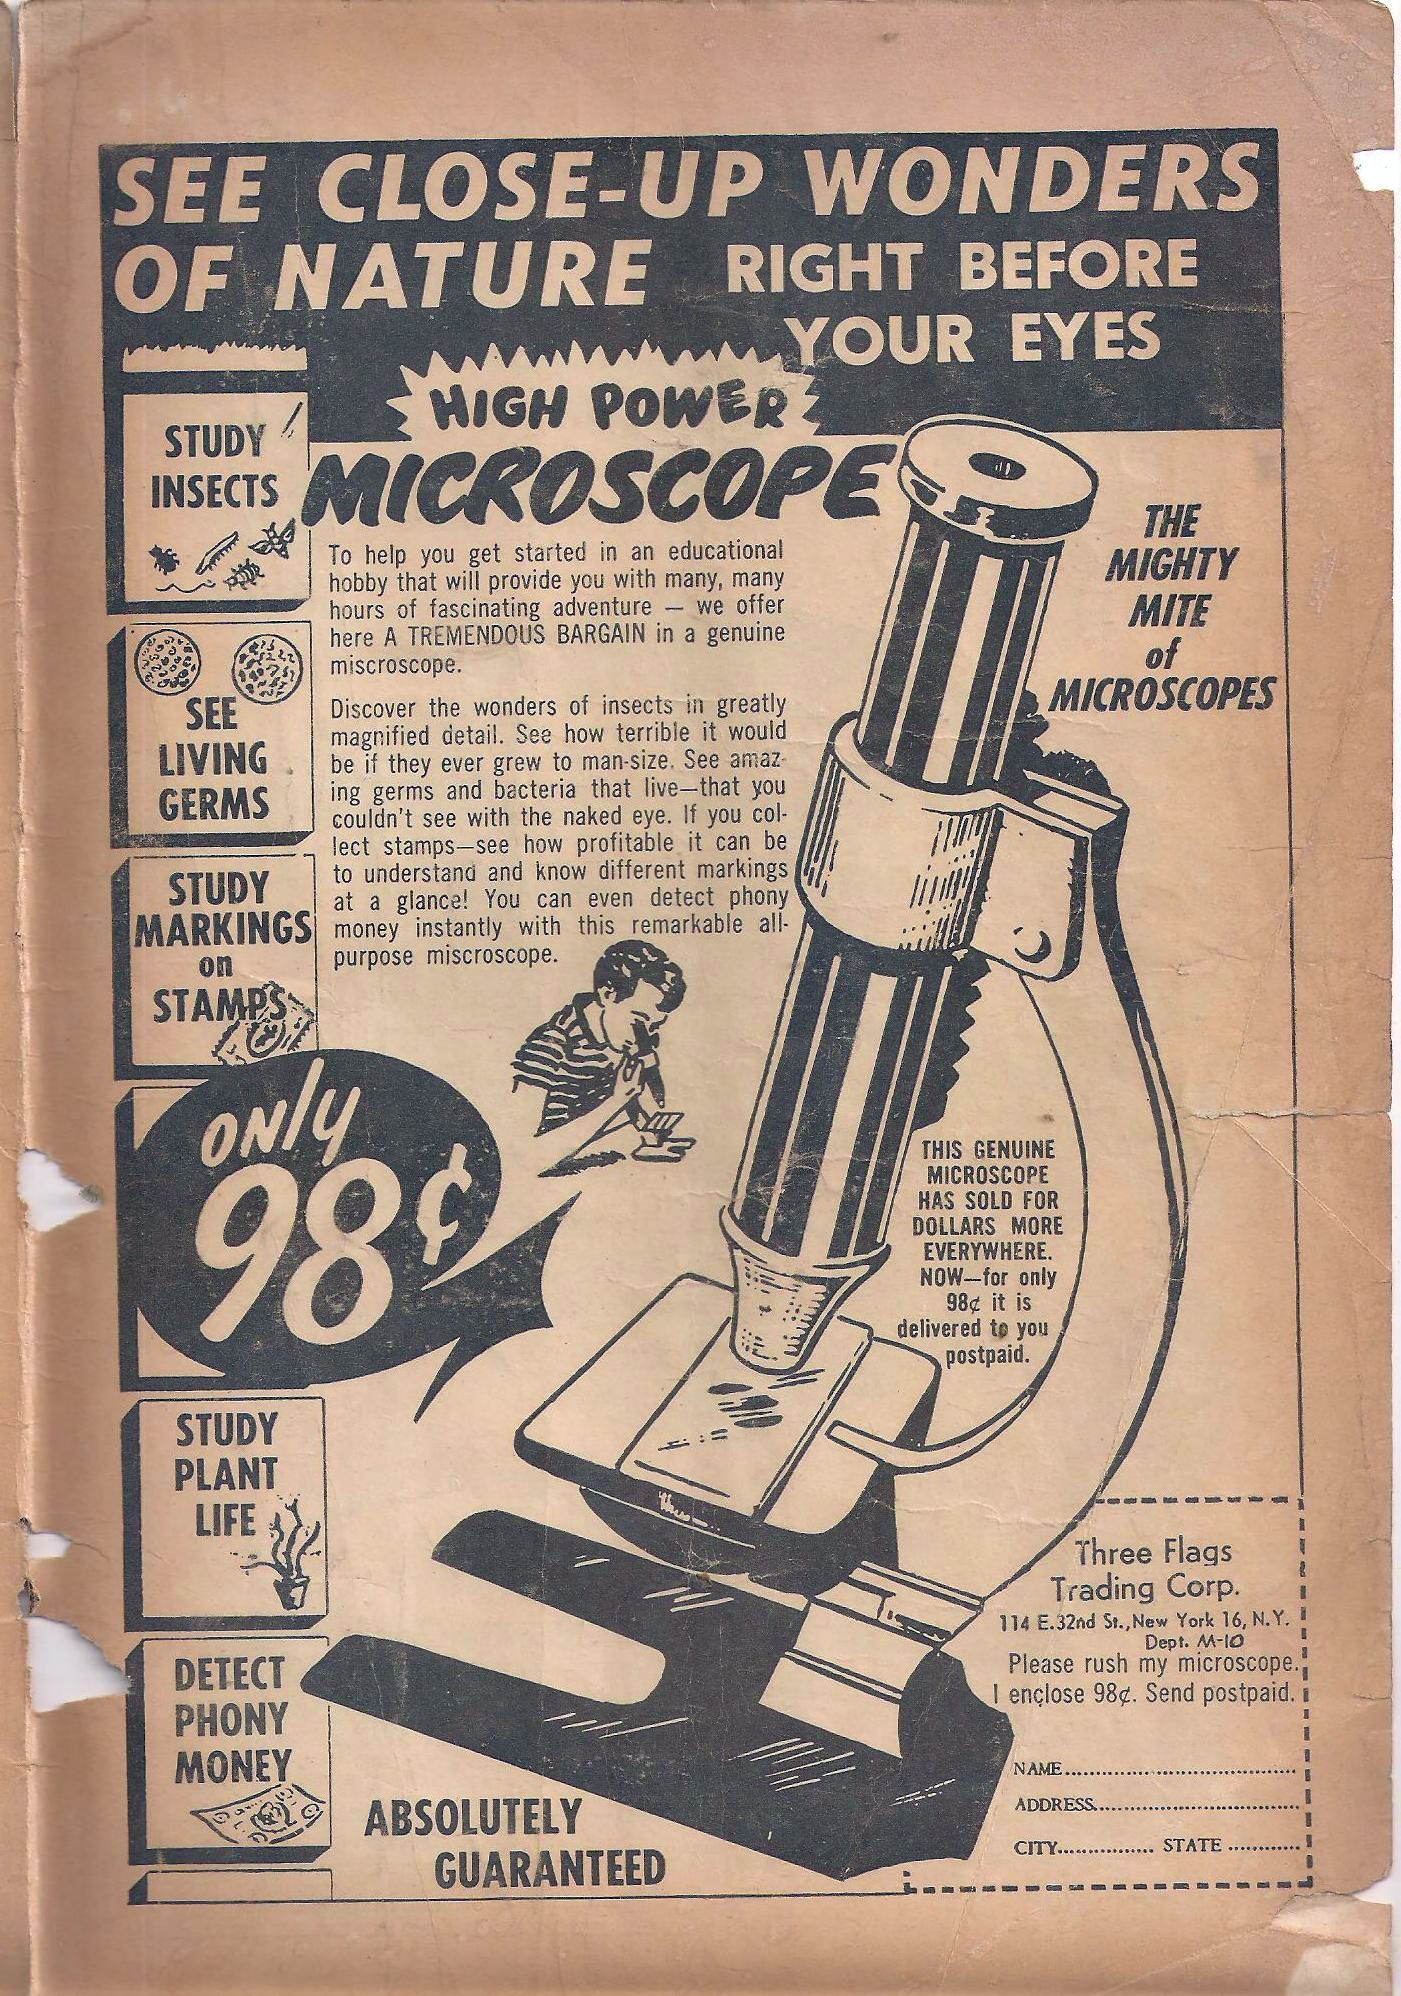 SEE CLOSE-UP WONDERS
OF NATURE RIGHT BEFORE
YOUR EYES
HIGH POWER
MICROSCOPE
STUDY
INSECTS
SEE
LIVING
GERMS
STUDY
MARKINGS
on
STAMPS
To help you get started in an educational
hobby that will provide you with many, many
hours of fascinating adventure — we offer
here A TREMENDOUS BARGAIN in a genuine
miscroscope.
Discover the wonders of insects in greatly
magnified detail. See how terrible it would
be if they ever grew to man-size. See amaz-
ing germs and bacteria that live—that you
couldn't see with the naked eye. If you col-
lect stamps—see how profitable it can be
to understand and know different markings
at a glance! You can even detect phony
money instantly with this remarkable all-
purpose miscroscope.
THE
MIGHTY
MITE
of
MICROSCOPES
ONLY
98¢
THIS GENUINE
MICROSCOPE
HAS SOLD FOR
DOLLARS MORE
EVERYWHERE.
NOW—for only
98¢ it is
delivered to you
postpaid.
STUDY
PLANT
LIFE
DETECT
PHONY
MONEY
ABSOLUTELY
GUARANTEED
Three Flags
Trading Corp.
114 E.32nd St.,New York 16, N.Y.
Dept. M-10
Please rush my microscope.
I enclose 98¢. Send postpaid.
NAME......................................
ADDRESS..................................
CITY................ STATE ............